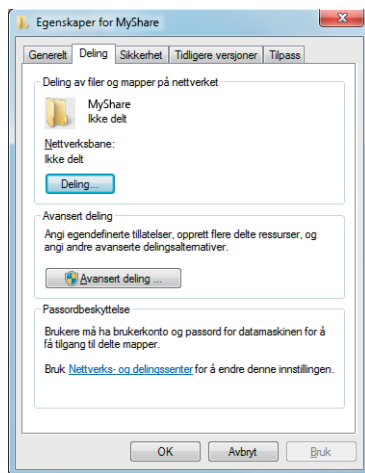 Egenskaper for MyShare
Generelt Deling Sikkerhet Tidligere versjoner Tilpass
Deling av filer og mapper på nettverket
MyShare
Ikke delt
Nettverksbane:
Ikke delt
Deling...
Avansert deling
Angi egendefinerte tillatelser, opprett flere delte ressurser, og
angi andre avanserte delingsalternativer.
Avansert deling ...
Passordbeskyttelse
Brukere må ha brukerkonto og passord for datamaskinen for å
få tilgang til delte mapper.
Bruk Nettverks- og delingssenter for å endre denne innstillingen.
OK Avbryt Bruk